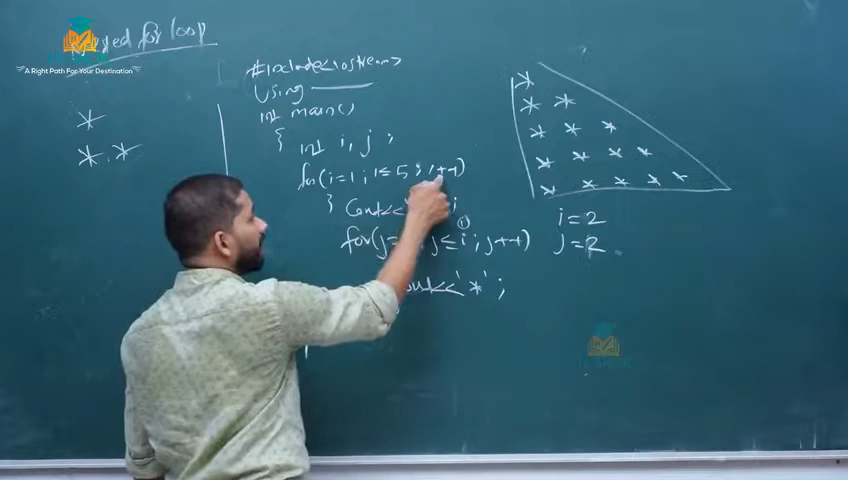 for loop
A Right Path For Your Destination
*
* *
#include<iostream>
Using
int main()
{ int i, j ;
for(i=1 ; i≤5 ; i++)
{ Cout<< ;
(1)
for(j= j≤i ; j++)
cout<<'*' ;
*
* *
* * *
* * * *
* * * * *
i=2
j=2